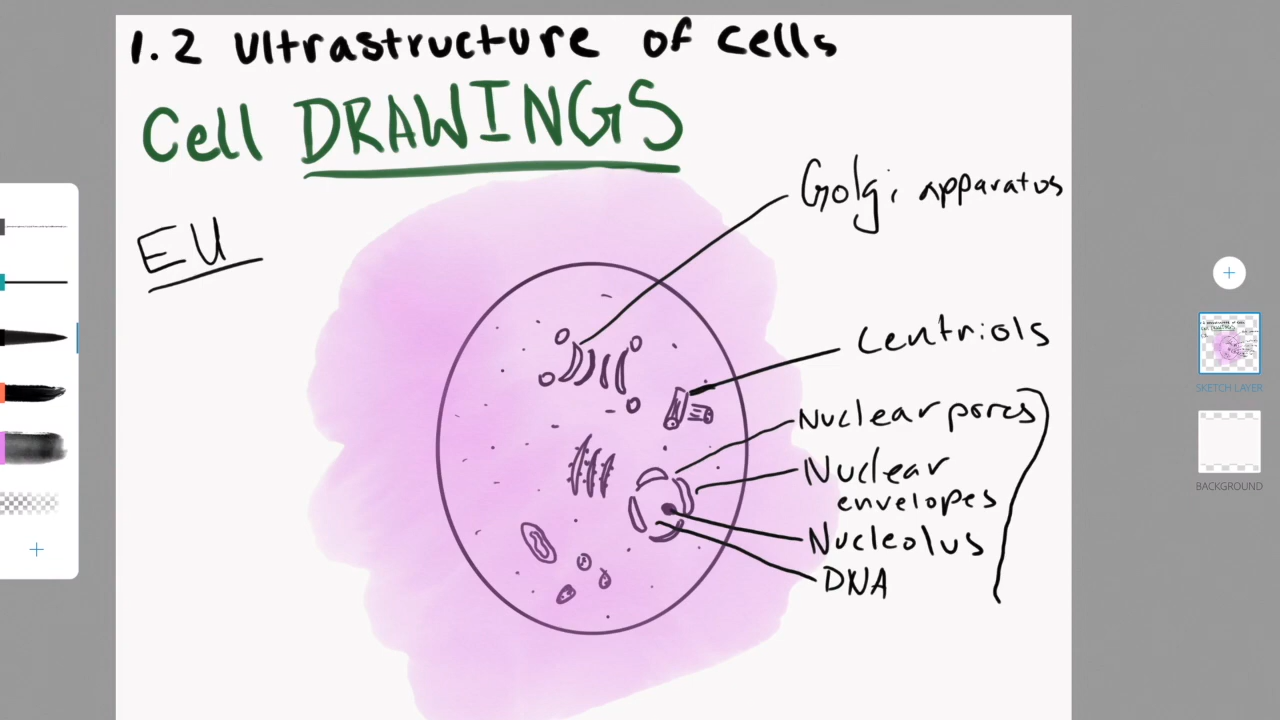 1.2 Ultrastructure of cells
Cell DRAWINGS
EU
Golgi apparatus
Centriols
Nuclear pores
Nuclear
envelopes
Nucleolus
DNA
SKETCH LAYER
BACKGROUND